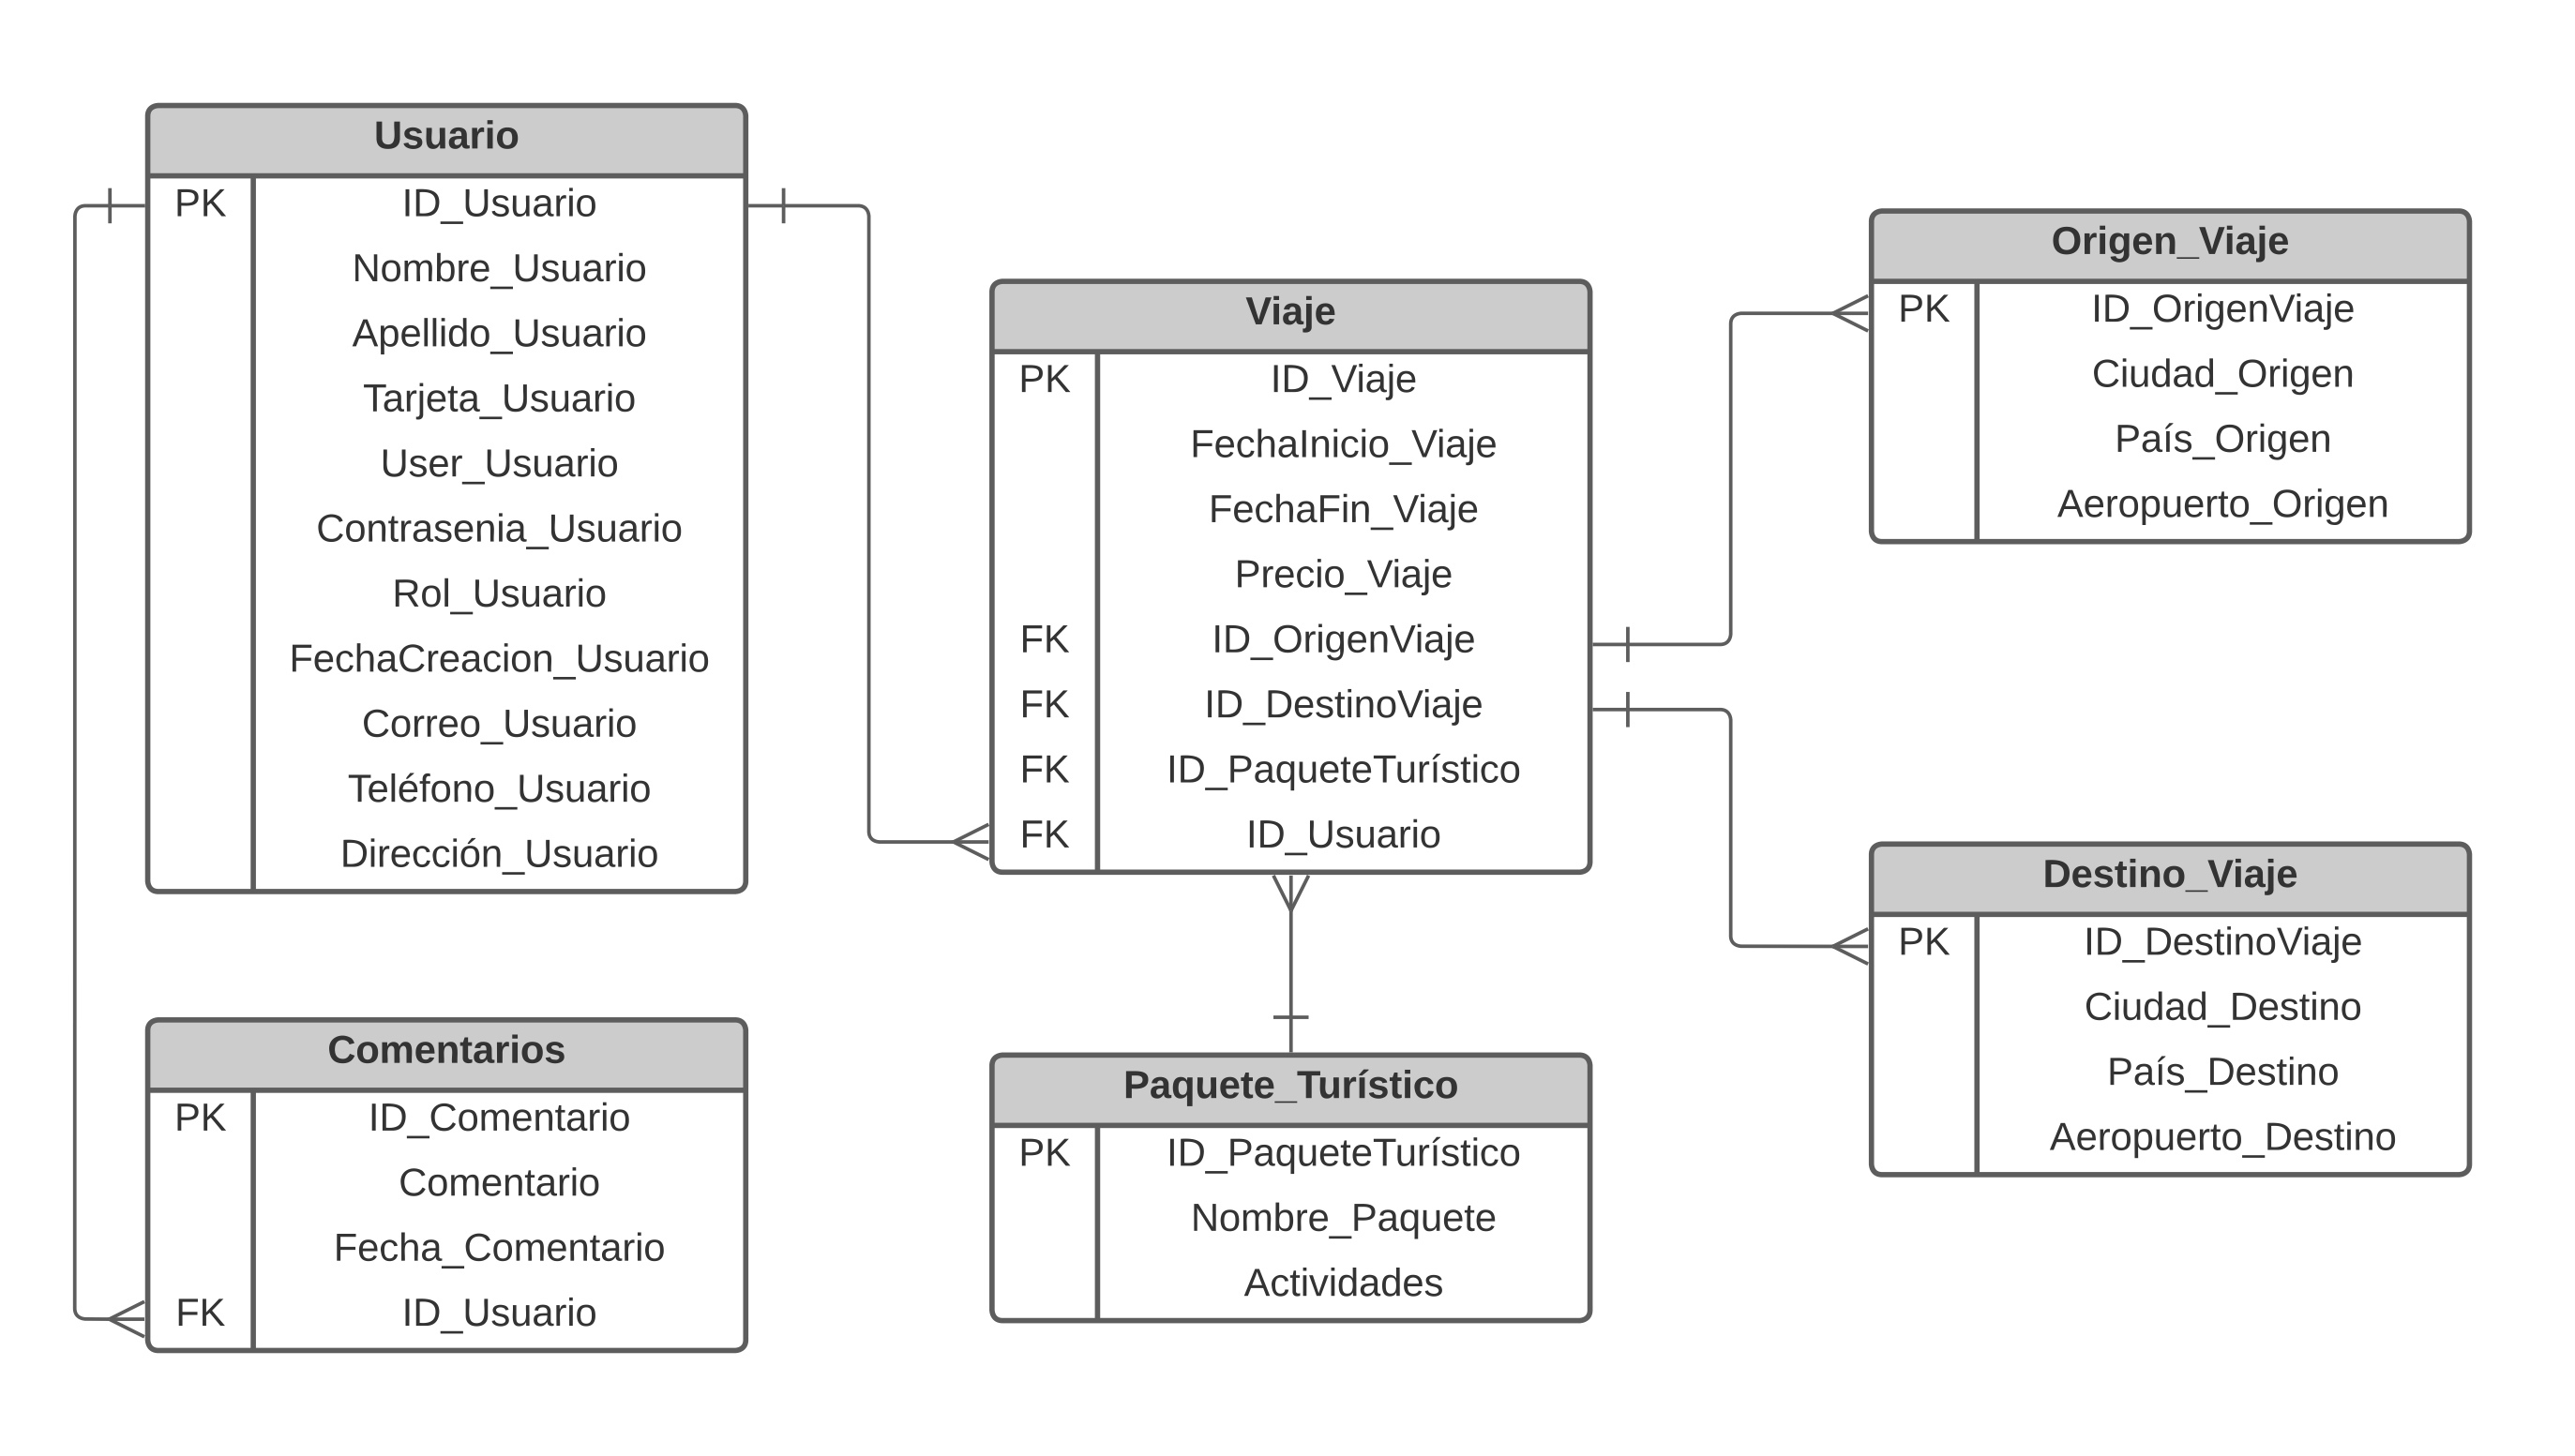 Usuario
PK ID_Usuario
Nombre_Usuario
Apellido_Usuario
Tarjeta_Usuario
User_Usuario
Contrasenia_Usuario
Rol_Usuario
FechaCreacion_Usuario
Correo_Usuario
Teléfono_Usuario
Dirección_Usuario
Comentarios
PK ID_Comentario
Comentario
Fecha_Comentario
FK ID_Usuario
Viaje
PK ID_Viaje
FechaInicio_Viaje
FechaFin_Viaje
Precio_Viaje
FK ID_OrigenViaje
FK ID_DestinoViaje
FK ID_PaqueteTurístico
FK ID_Usuario
Paquete_Turístico
PK ID_PaqueteTurístico
Nombre_Paquete
Actividades
Origen_Viaje
PK ID_OrigenViaje
Ciudad_Origen
País_Origen
Aeropuerto_Origen
Destino_Viaje
PK ID_DestinoViaje
Ciudad_Destino
País_Destino
Aeropuerto_Destino